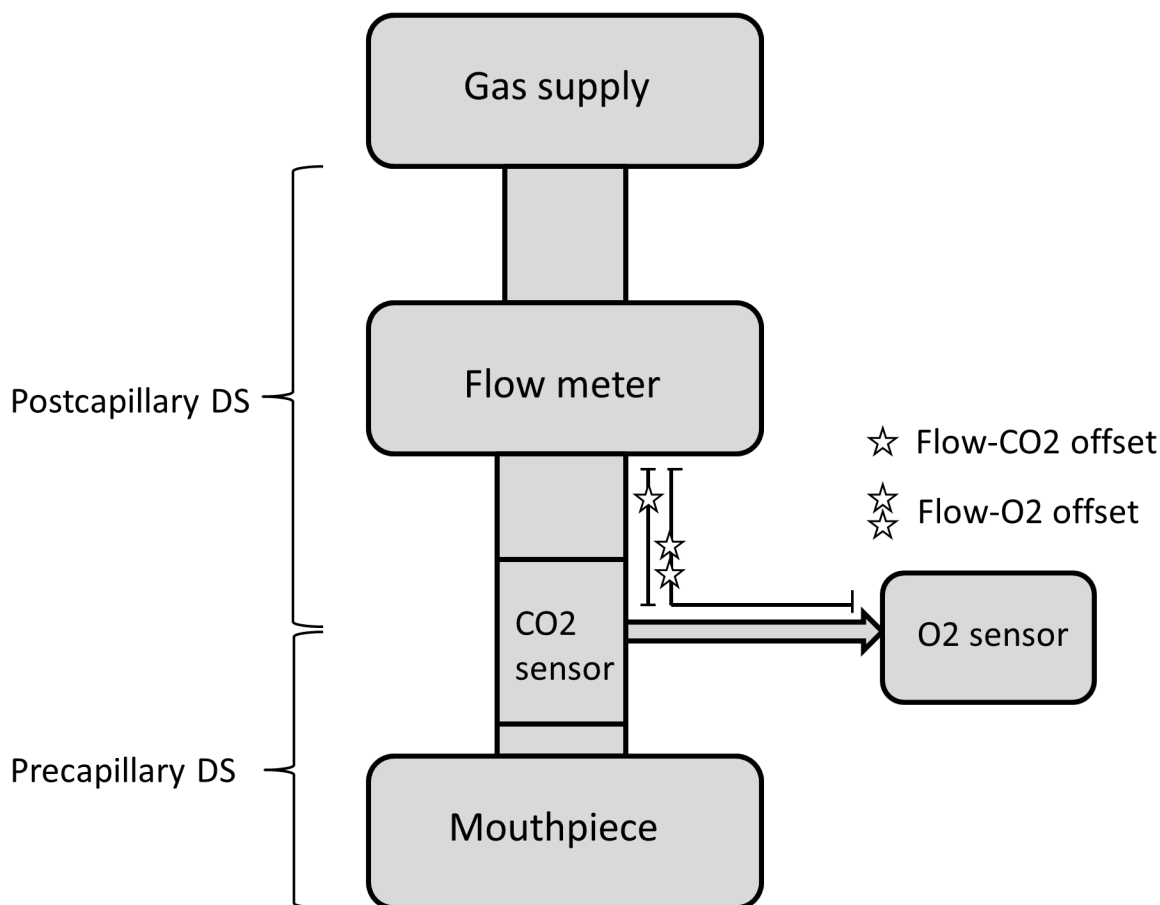 Gas supply
Flow meter
Postcapillary DS
Flow-CO2 offset
Flow-O2 offset
CO2
sensor
O2 sensor
Precapillary DS
Mouthpiece